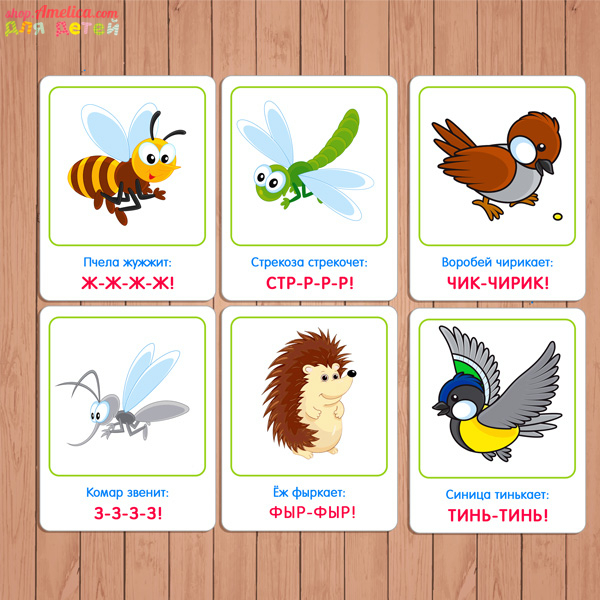 shop.Amelica.com
для детей
Пчела жужжит:
Ж-Ж-Ж-Ж!
Стрекоза стрекочет:
СТР-Р-Р-Р!
Воробей чирикает:
ЧИК-ЧИРИК!
Комар звенит:
З-З-З-З!
Ёж фыркает:
ФЫР-ФЫР!
Синица тинькает:
ТИНЬ-ТИНЬ!